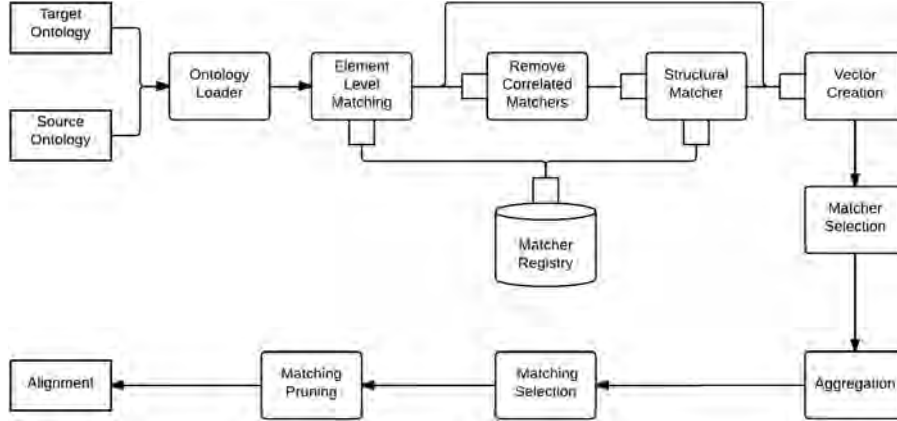 Target
Ontology
Source
Ontology
Ontology
Loader
Element
Level
Matching
Remove
Correlated
Matchers
Structural
Matcher
Vector
Creation
Matcher
Registry
Matcher
Selection
Aggregation
Matching
Selection
Matching
Pruning
Alignment